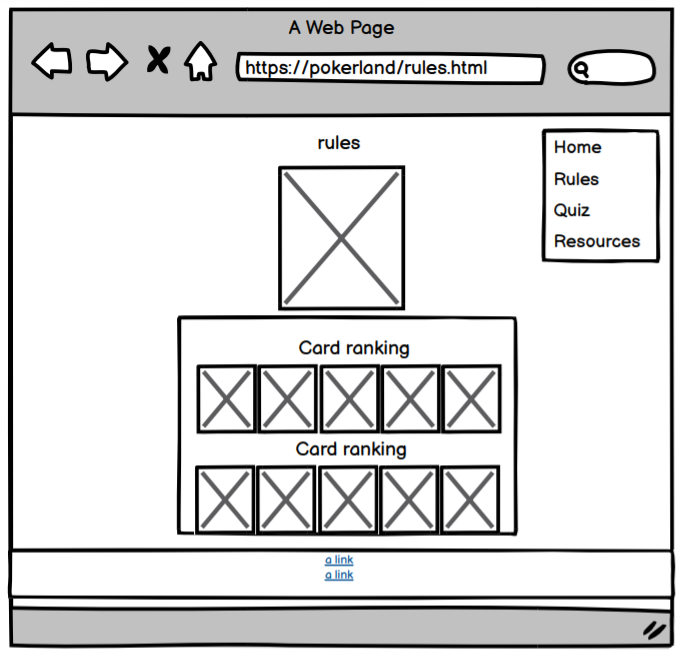 A Web Page
https://pokerland/rules.html
rules
Home
Rules
Quiz
Resources
Card ranking
Card ranking
a link
a link